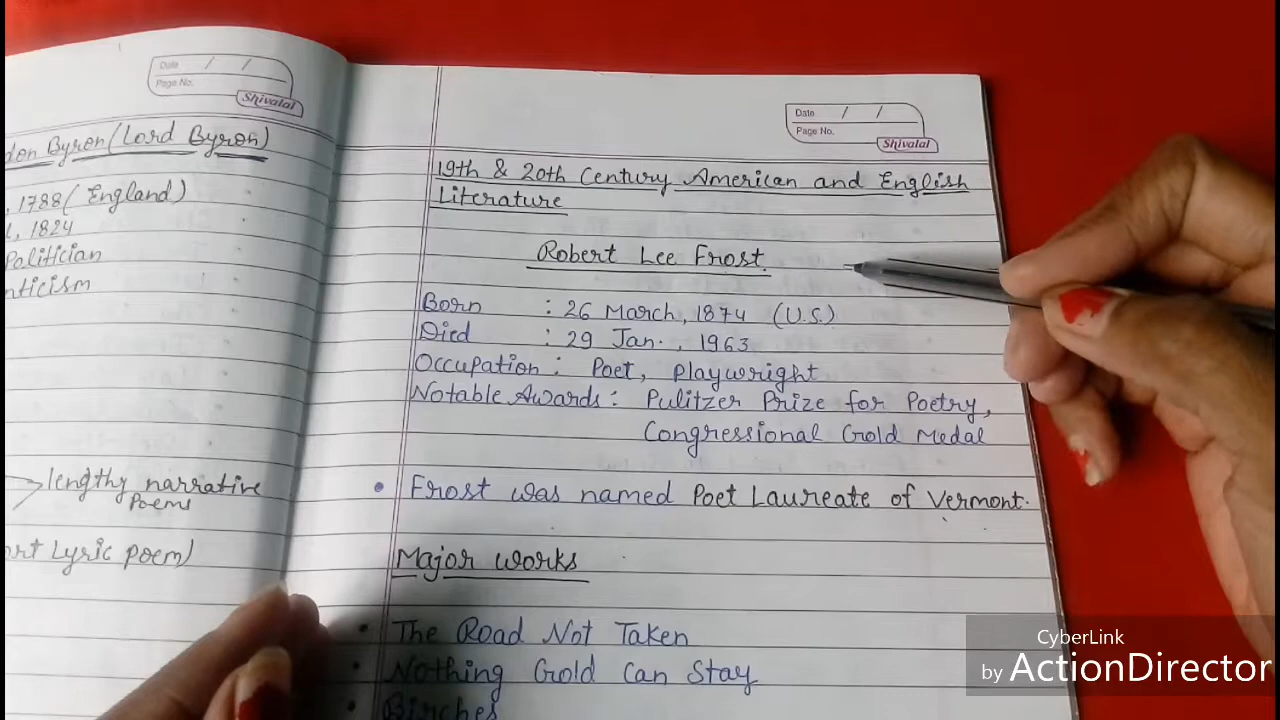 Date / /
Page No.
Shivalal
Byron (Lord Byron)
, 1788 ( England)
, 1824
Politician
lengthy narrative
Poems
Lyric poem)
Date / /
Page No.
Shivalal
19th & 20th Century American and English
Literature
Robert Lee Frost
Born : 26 March, 1874 (U.S.)
Died : 29 Jan., 1963
Occupation : Poet, playwright
Notable Awards : Pulitzer Prize for Poetry,
Congressional Gold Medal
• Frost was named Poet Laureate of Vermont.
Major works
• The Road Not Taken
• Nothing Gold Can Stay
• Birches
CyberLink
by ActionDirector